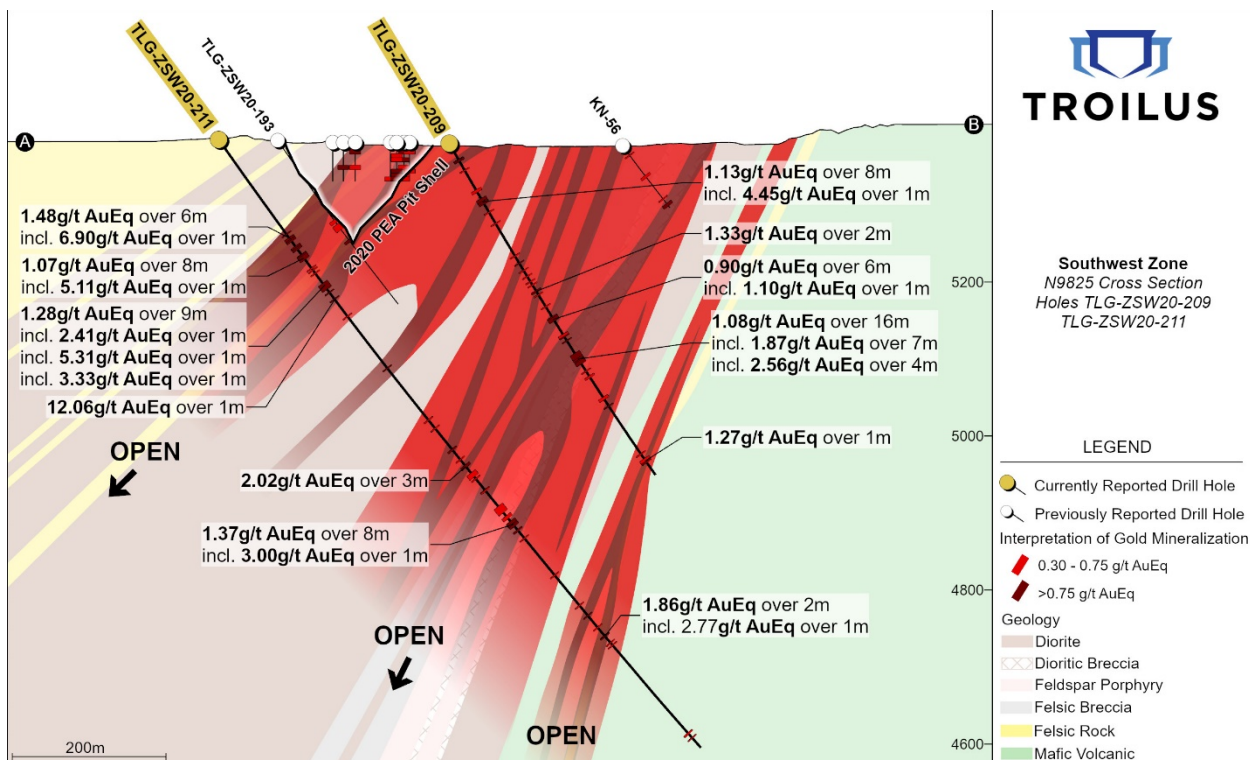 TLG-ZSW20-211
TLG-ZSW20-193
TLG-ZSW20-209
KN-56
A
B
2020 PEA Pit Shell
1.48g/t AuEq over 6m
incl. 6.90g/t AuEq over 1m
1.07g/t AuEq over 8m
incl. 5.11g/t AuEq over 1m
1.28g/t AuEq over 9m
incl. 2.41g/t AuEq over 1m
incl. 5.31g/t AuEq over 1m
incl. 3.33g/t AuEq over 1m
12.06g/t AuEq over 1m
OPEN
2.02g/t AuEq over 3m
1.37g/t AuEq over 8m
incl. 3.00g/t AuEq over 1m
OPEN
1.13g/t AuEq over 8m
incl. 4.45g/t AuEq over 1m
1.33g/t AuEq over 2m
0.90g/t AuEq over 6m
incl. 1.10g/t AuEq over 1m
1.08g/t AuEq over 16m
incl. 1.87g/t AuEq over 7m
incl. 2.56g/t AuEq over 4m
1.27g/t AuEq over 1m
1.86g/t AuEq over 2m
incl. 2.77g/t AuEq over 1m
OPEN
200m
5200
5000
4800
4600
TROILUS
Southwest Zone
N9825 Cross Section
Holes TLG-ZSW20-209
TLG-ZSW20-211
LEGEND
Currently Reported Drill Hole
Previously Reported Drill Hole
Interpretation of Gold Mineralization
0.30 - 0.75 g/t AuEq
>0.75 g/t AuEq
Geology
Diorite
Dioritic Breccia
Feldspar Porphyry
Felsic Breccia
Felsic Rock
Mafic Volcanic